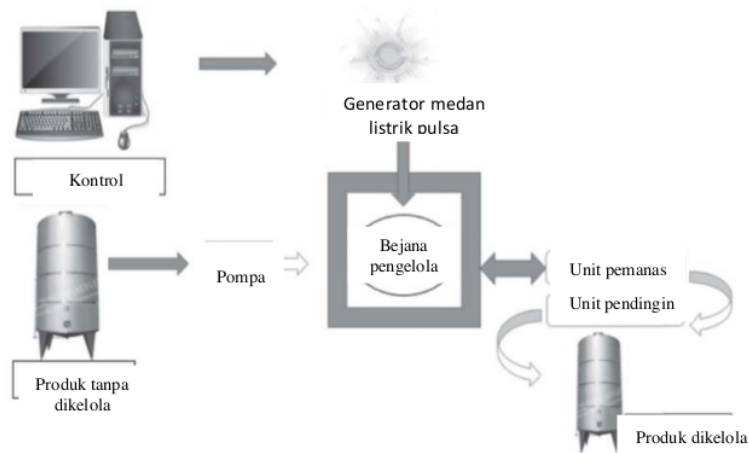 Generator medan
listrik pulsa
Kontrol
Pompa
Bejana
pengelola
Unit pemanas
Unit pendingin
Produk tanpa
dikelola
Produk dikelola